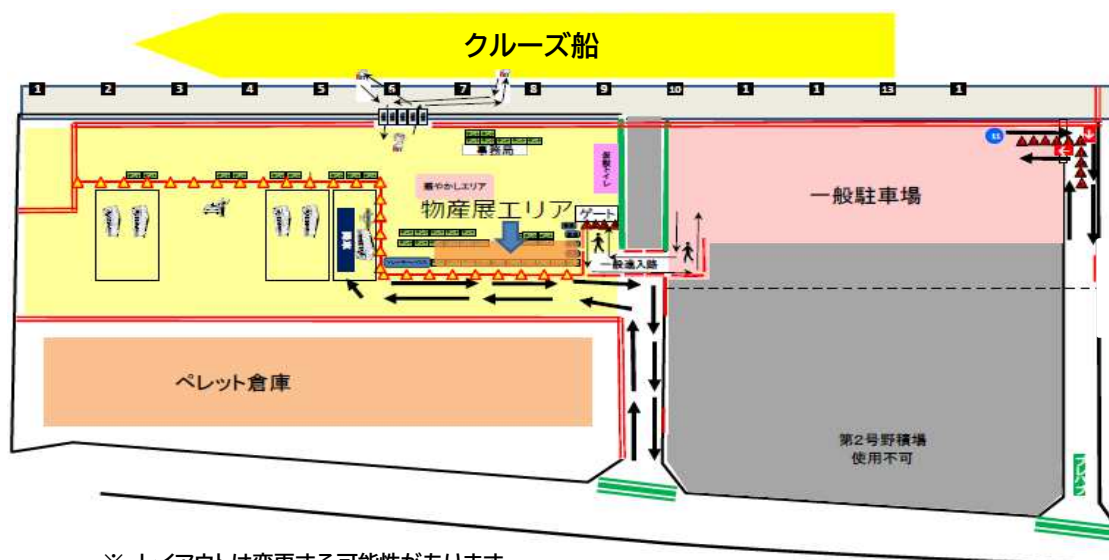 クルーズ船
1 2 3 4 5 6 7 8 9 10 1 1 13 1
事務局
仮設トイレ
賑やかしエリア
物産展エリア
ゲート
一般進入路
一般駐車場
ペレット倉庫
第2号野積場
使用不可
※ レイアウトは変更する可能性があります